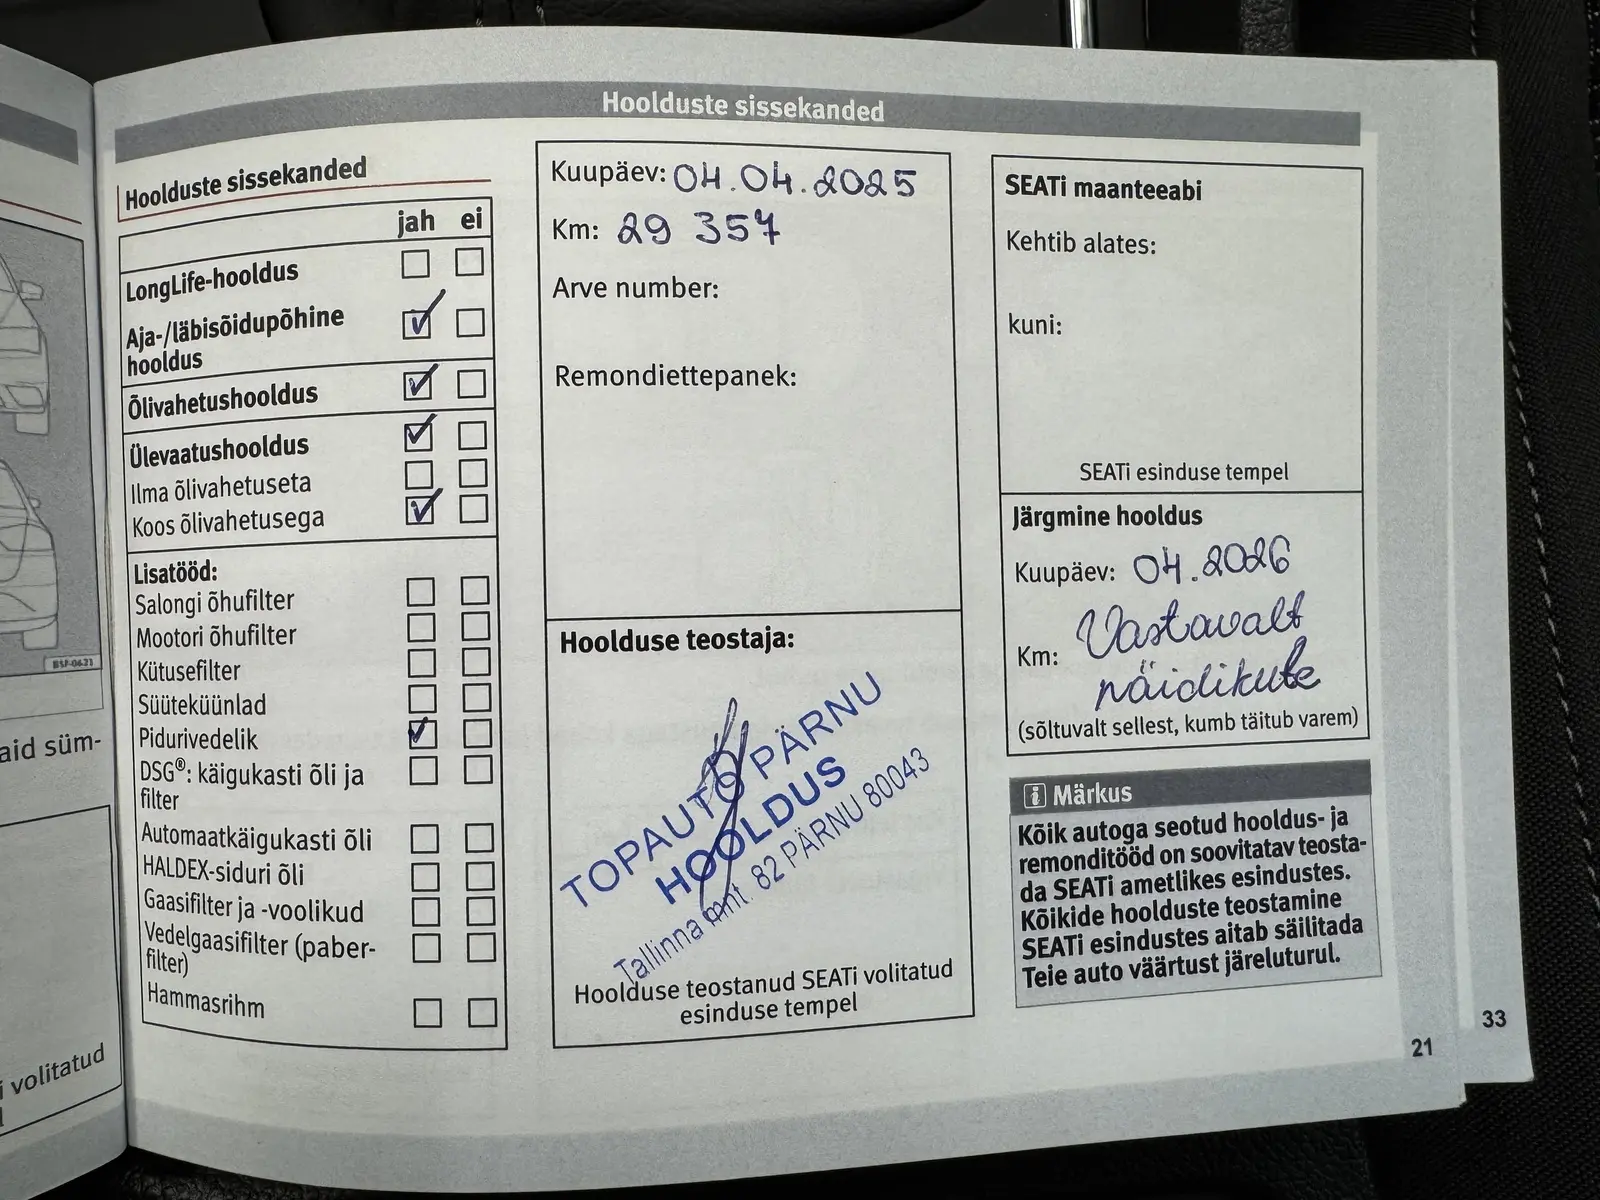 Hoolduste sissekanded
Hoolduste sissekanded
jah ei
LongLife-hooldus
Aja-/läbisõidupõhine
hooldus
Õlivahetushooldus
Ülevaatushooldus
Ilma õlivahetuseta
Koos õlivahetusega
Lisatööd:
Salongi õhufilter
Mootori õhufilter
Kütusefilter
Süüteküünlad
Pidurivedelik
DSG®: käigukasti õli ja
filter
Automaatkäigukasti õli
HALDEX-siduri õli
Gaasifilter ja -voolikud
Vedelgaasifilter (paber-
filter)
Hammasrihm
Kuupäev: 04.04.2025
Km: 29 357
Arve number:
Remondiettepanek:
Hoolduse teostaja:
TOPAUTO PÄRNU
HOOLDUS
Tallinna mnt. 82 PÄRNU 80043
Hoolduse teostanud SEATi volitatud
esinduse tempel
SEATi maanteeabi
Kehtib alates:
kuni:
SEATi esinduse tempel
Järgmine hooldus
Kuupäev: 04.2026
Km: Vastavalt
näidikule
(sõltuvalt sellest, kumb täitub varem)
i Märkus
Kõik autoga seotud hooldus- ja
remonditööd on soovitatav teosta-
da SEATi ametlikes esindustes.
Kõikide hoolduste teostamine
SEATi esindustes aitab säilitada
Teie auto väärtust järeluturul.
21
33
aid süm-
i volitatud